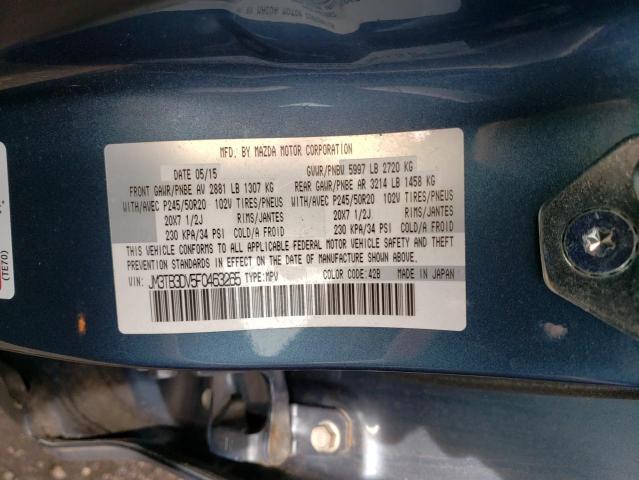 MFD. BY MAZDA MOTOR CORPORATION
DATE 05/15 GVWR/PNBV 5997 LB 2720 KG
FRONT GAWR/PNBE AV 2881 LB 1307 KG REAR GAWR/PNBE AR 3214 LB 1458 KG
WITH/AVEC P245/50R20 102V TIRES/PNEUS WITH/AVEC P245/50R20 102V TIRES/PNEUS
20X7 1/2J RIMS/JANTES 20X7 1/2J RIMS/JANTES
230 KPA/34 PSI COLD/A FROID 230 KPA/34 PSI COLD/A FROID
THIS VEHICLE CONFORMS TO ALL APPLICABLE FEDERAL MOTOR VEHICLE SAFETY AND THEFT
PREVENTION STANDARDS IN EFFECT ON THE DATE OF MANUFACTURE SHOWN ABOVE.
VIN: JM3TB3DV5F0463265 TYPE:MPV COLOR CODE:42B MADE IN JAPAN
(TE70)